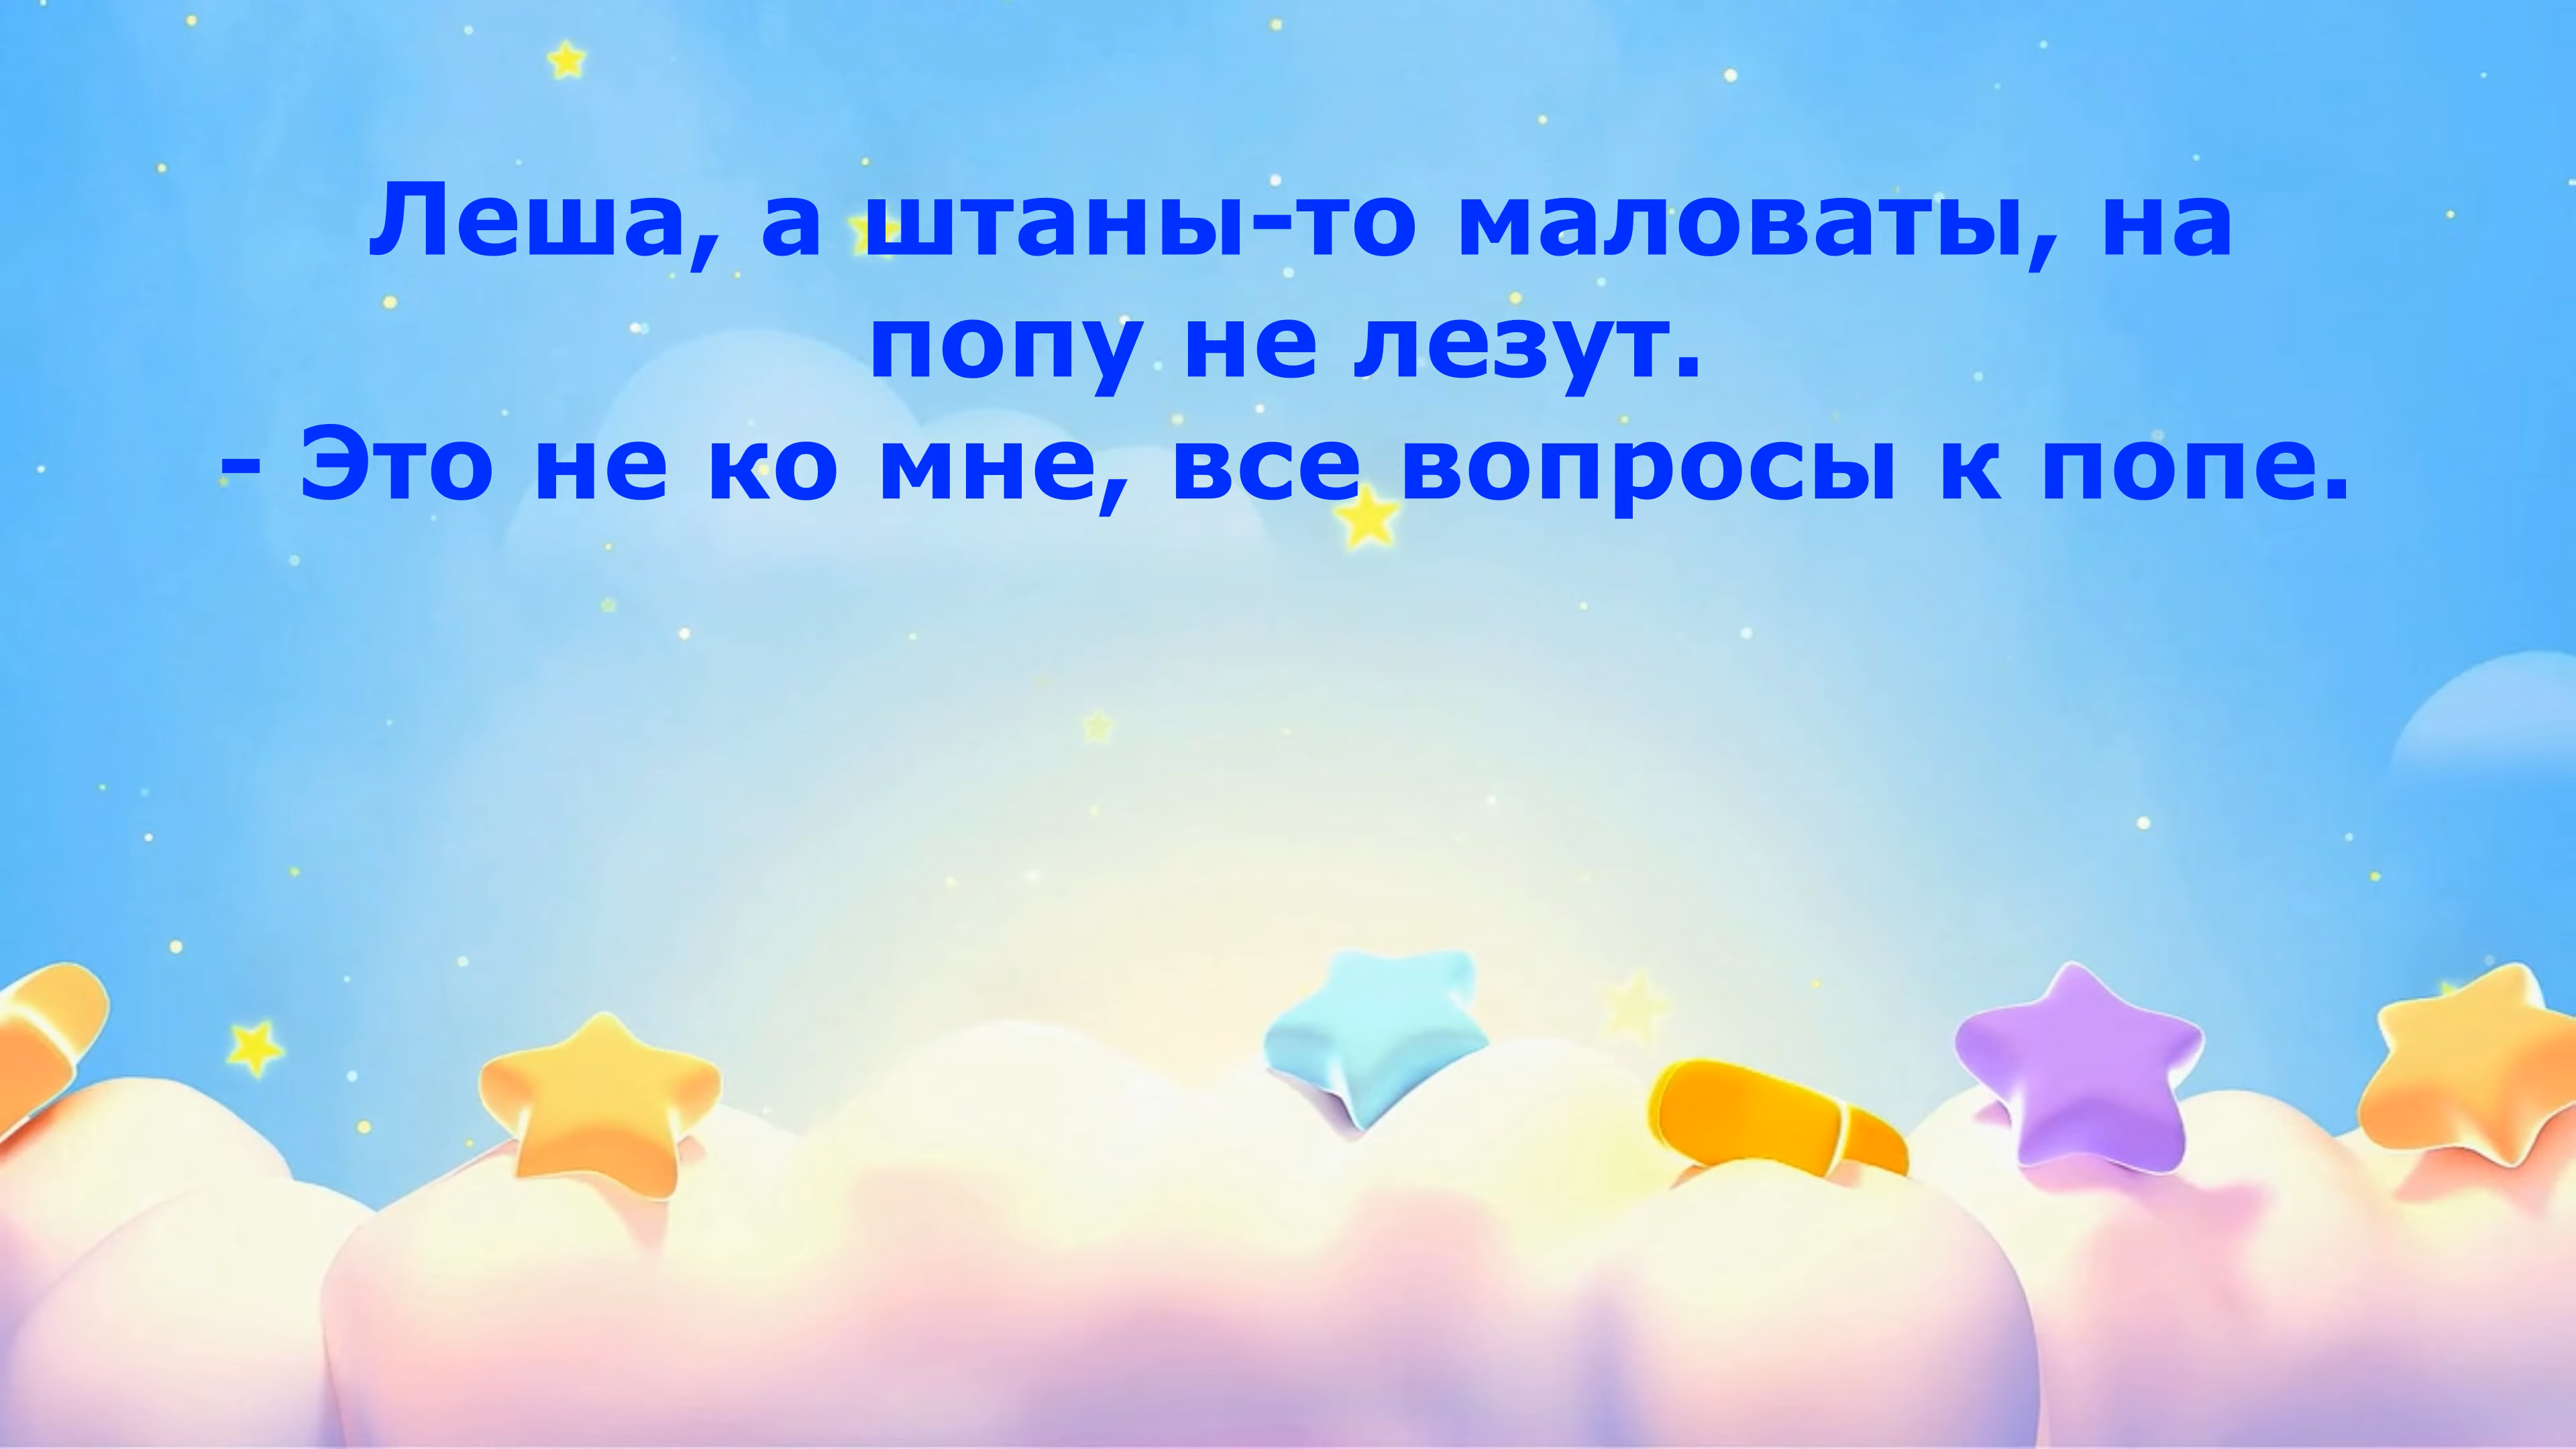 Леша, а штаны-то маловаты, на
попу не лезут.
- Это не ко мне, все вопросы к попе.